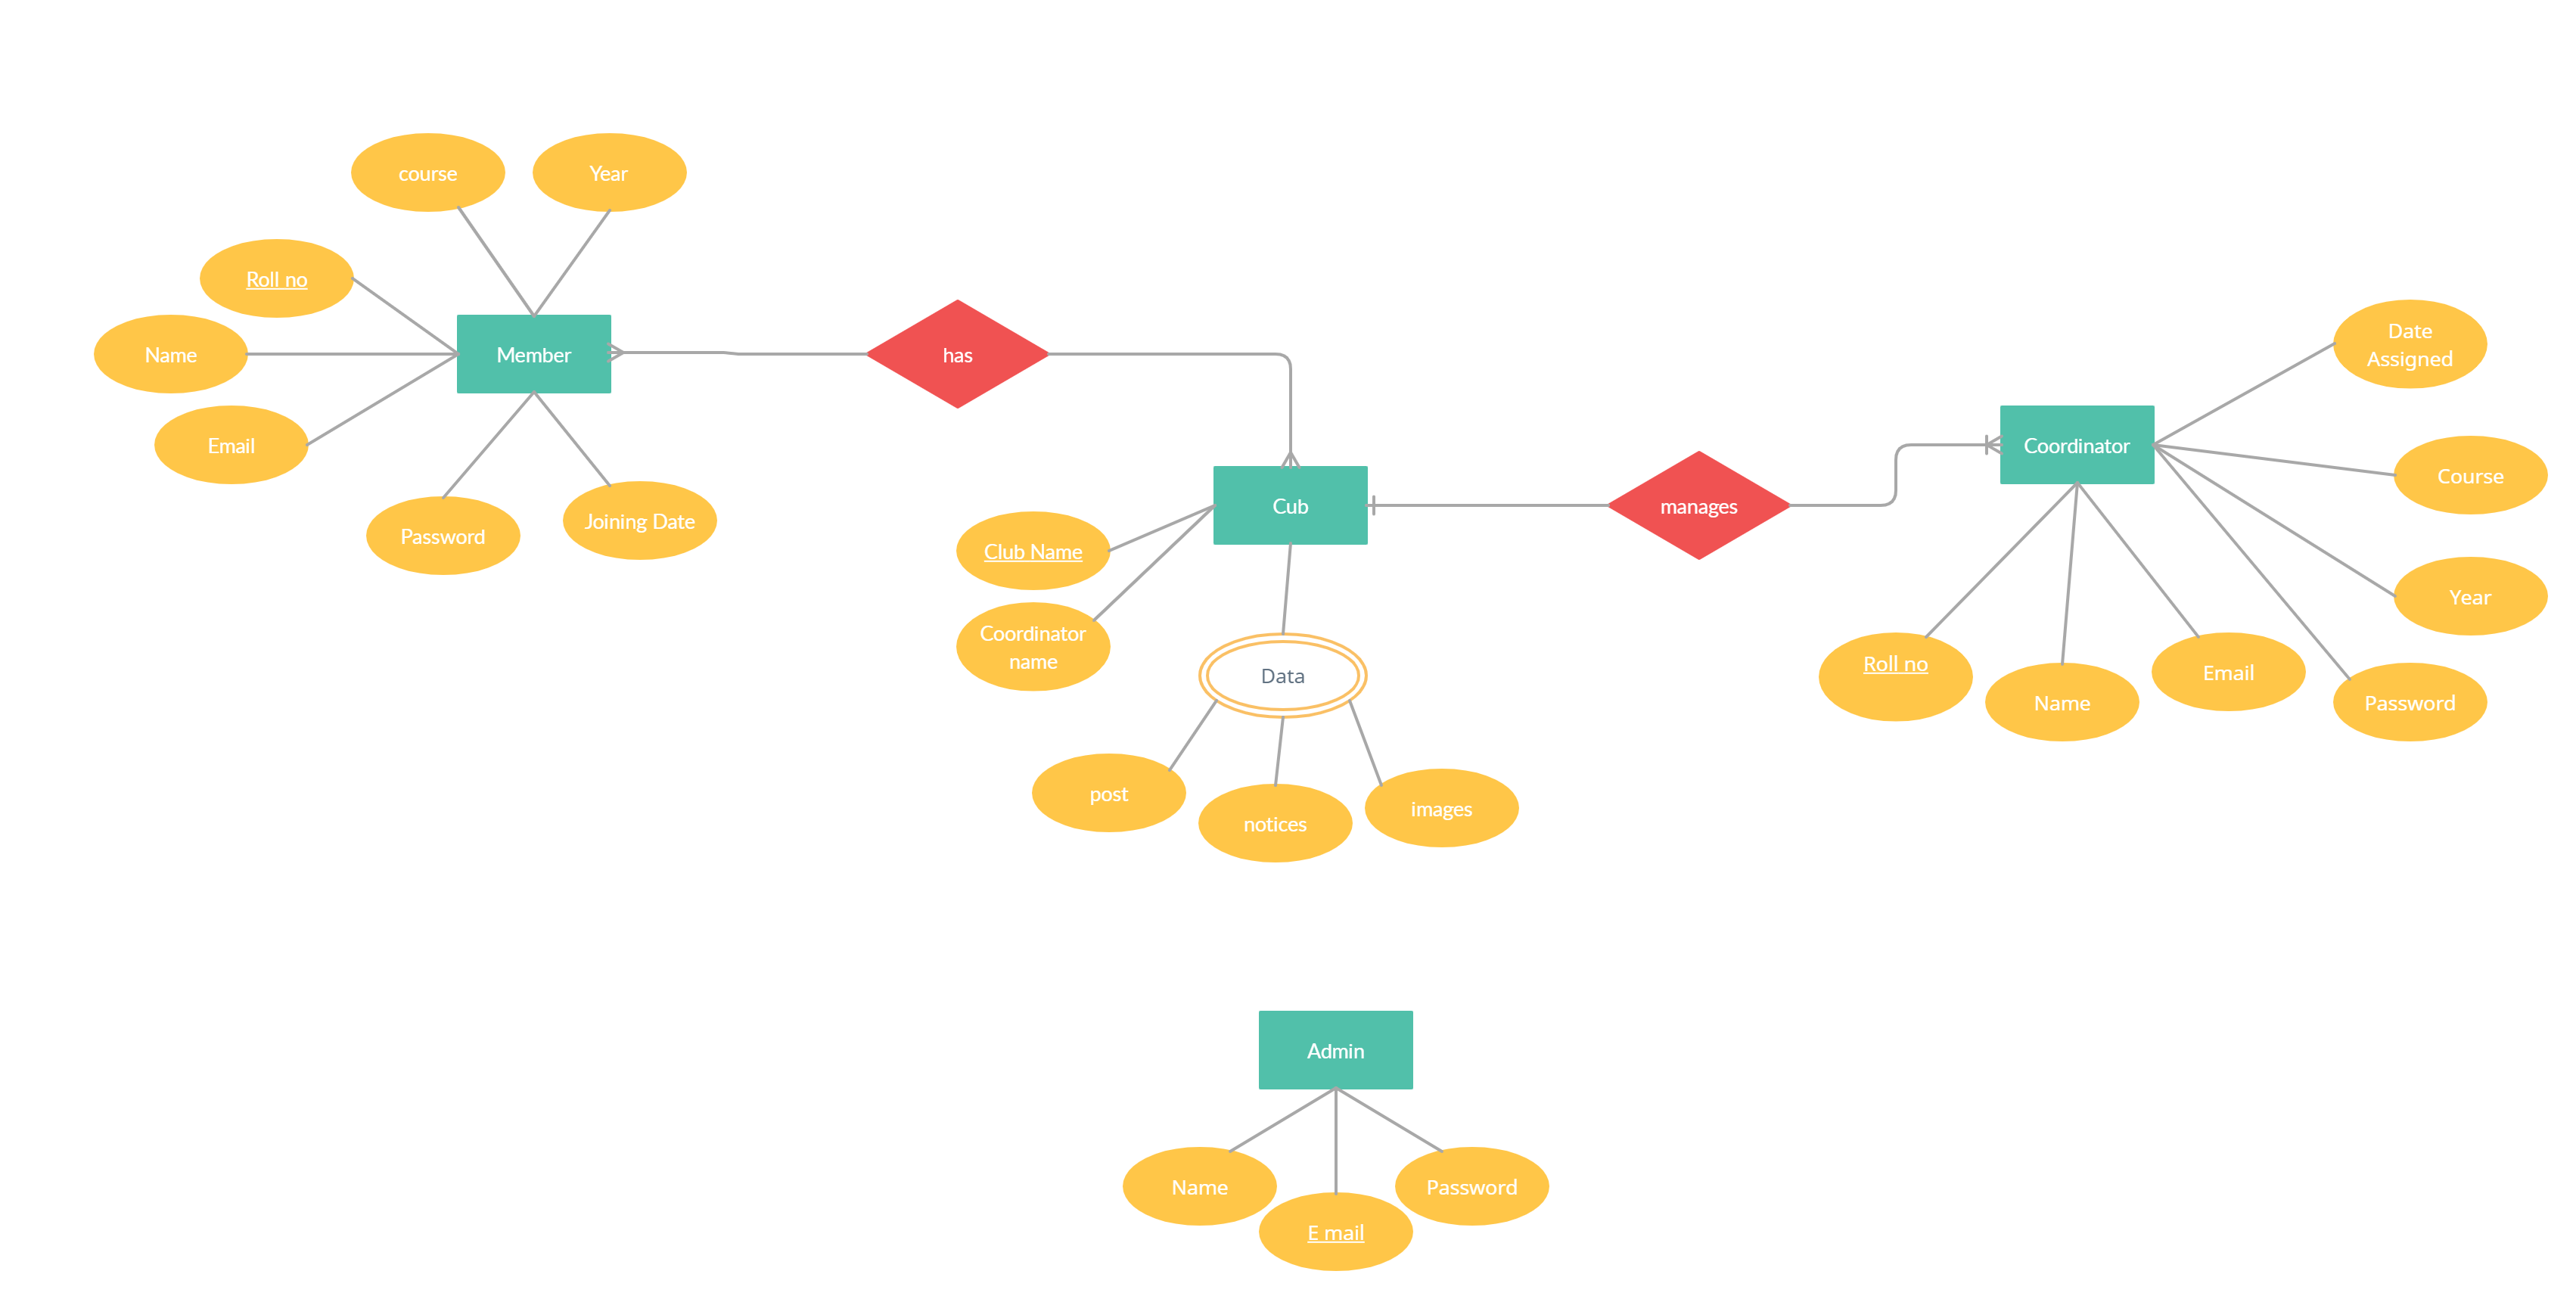 course
Year
Roll no
Name
Email
Member
Password
Joining Date
has
Cub
Club Name
Coordinator
name
Data
post
notices
images
manages
Coordinator
Date
Assigned
Course
Year
Roll no
Name
Email
Password
Admin
Name
E mail
Password